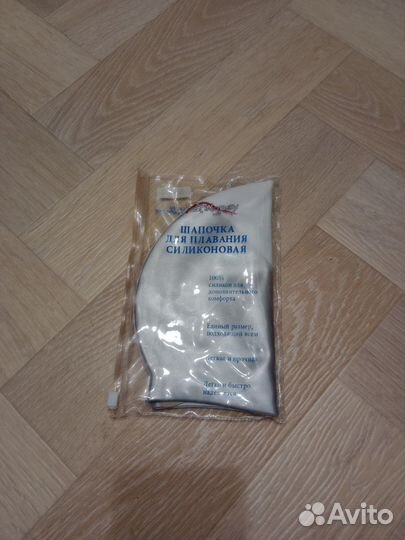 ШАПОЧКА
ДЛЯ ПЛАВАНИЯ
СИЛИКОНОВАЯ
100%
силикон для
дополнительного
комфорта
Единый размер,
подходящий всем
Легкая и прочная
Легко и быстро
надевается
Avito